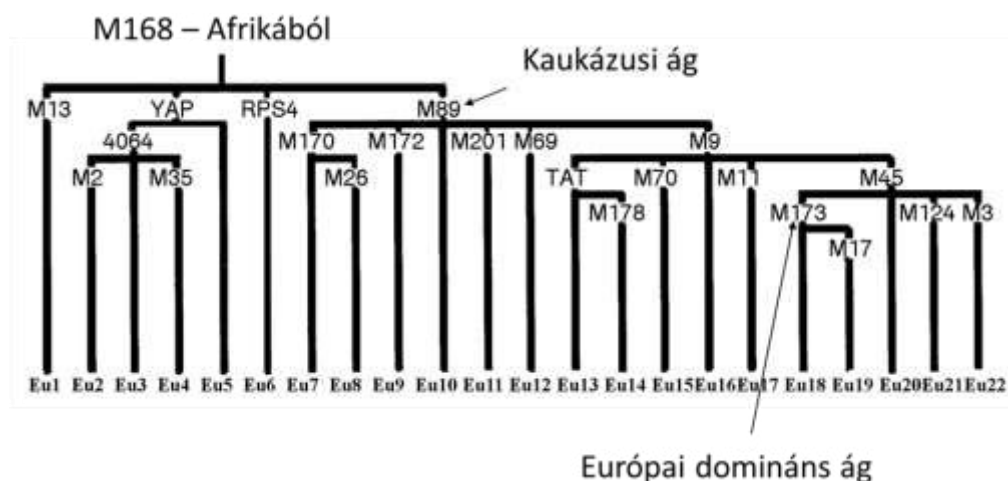 M168 – Afrikából
Kaukázusi ág
M13 YAP RPS4 M89
4064 M170 M172 M201 M69 M9
M2 M35 M26 TAT M70 M11 M45
M178 M173 M124 M3
M17
Eu1 Eu2 Eu3 Eu4 Eu5 Eu6 Eu7 Eu8 Eu9 Eu10 Eu11 Eu12 Eu13 Eu14 Eu15 Eu16 Eu17 Eu18 Eu19 Eu20 Eu21 Eu22
Európai domináns ág